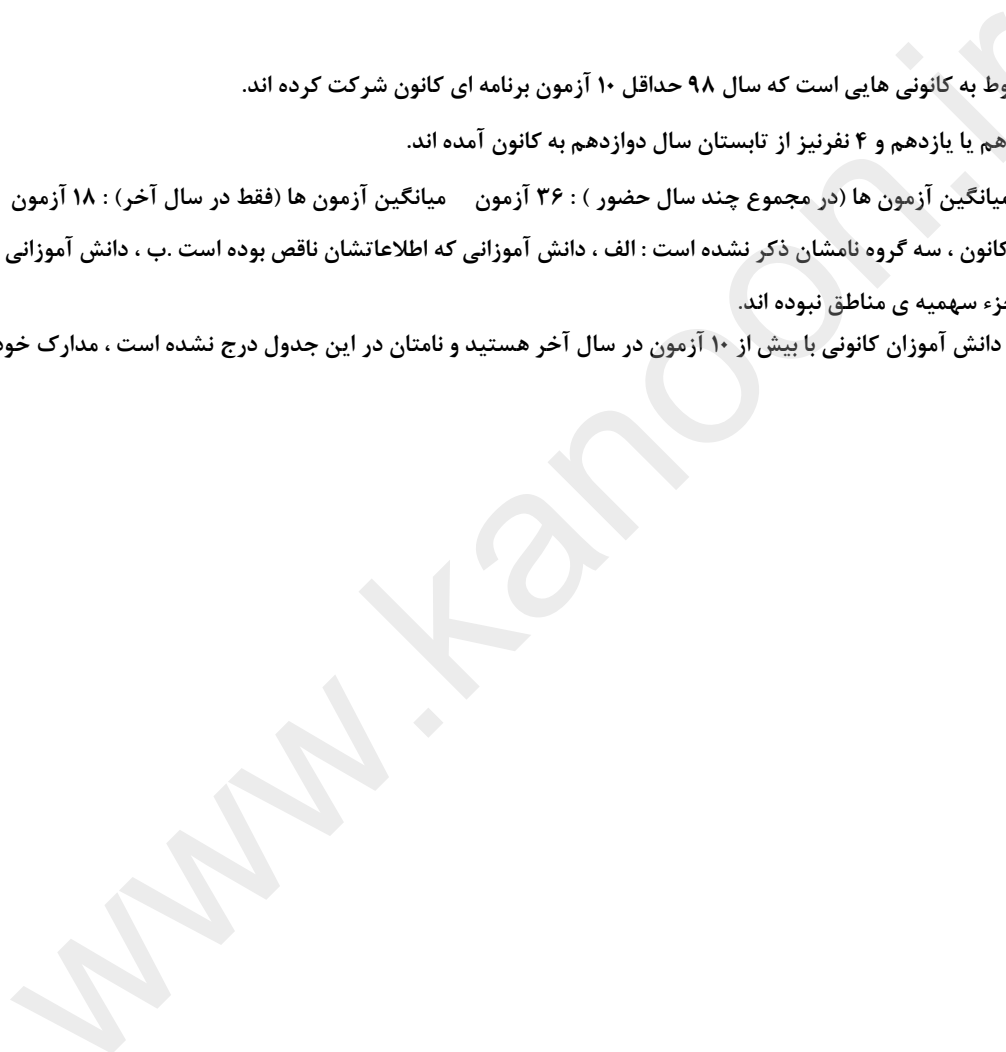 به کانونی هایی است که سال ۹۸ حداقل ۱۰ آزمون برنامه ای کانون شرکت کرده اند.
یا یازدهم و ۴ نفرنیز از تابستان سال دوازدهم به کانون آمده اند.
میانگین آزمون ها (در مجموع چند سال حضور ) : ۳۶ آزمون میانگین آزمون ها (فقط در سال آخر) : ۱۸ آزمون
کانون ، سه گروه نامشان ذکر نشده است : الف ، دانش آموزانی که اطلاعاتشان ناقص بوده است .ب ، دانش آموزانی
سهمیه ی مناطق نبوده اند.
دانش آموزان کانونی با بیش از ۱۰ آزمون در سال آخر هستید و نامتان در این جدول درج نشده است ، مدارک
www.kanoon.ir